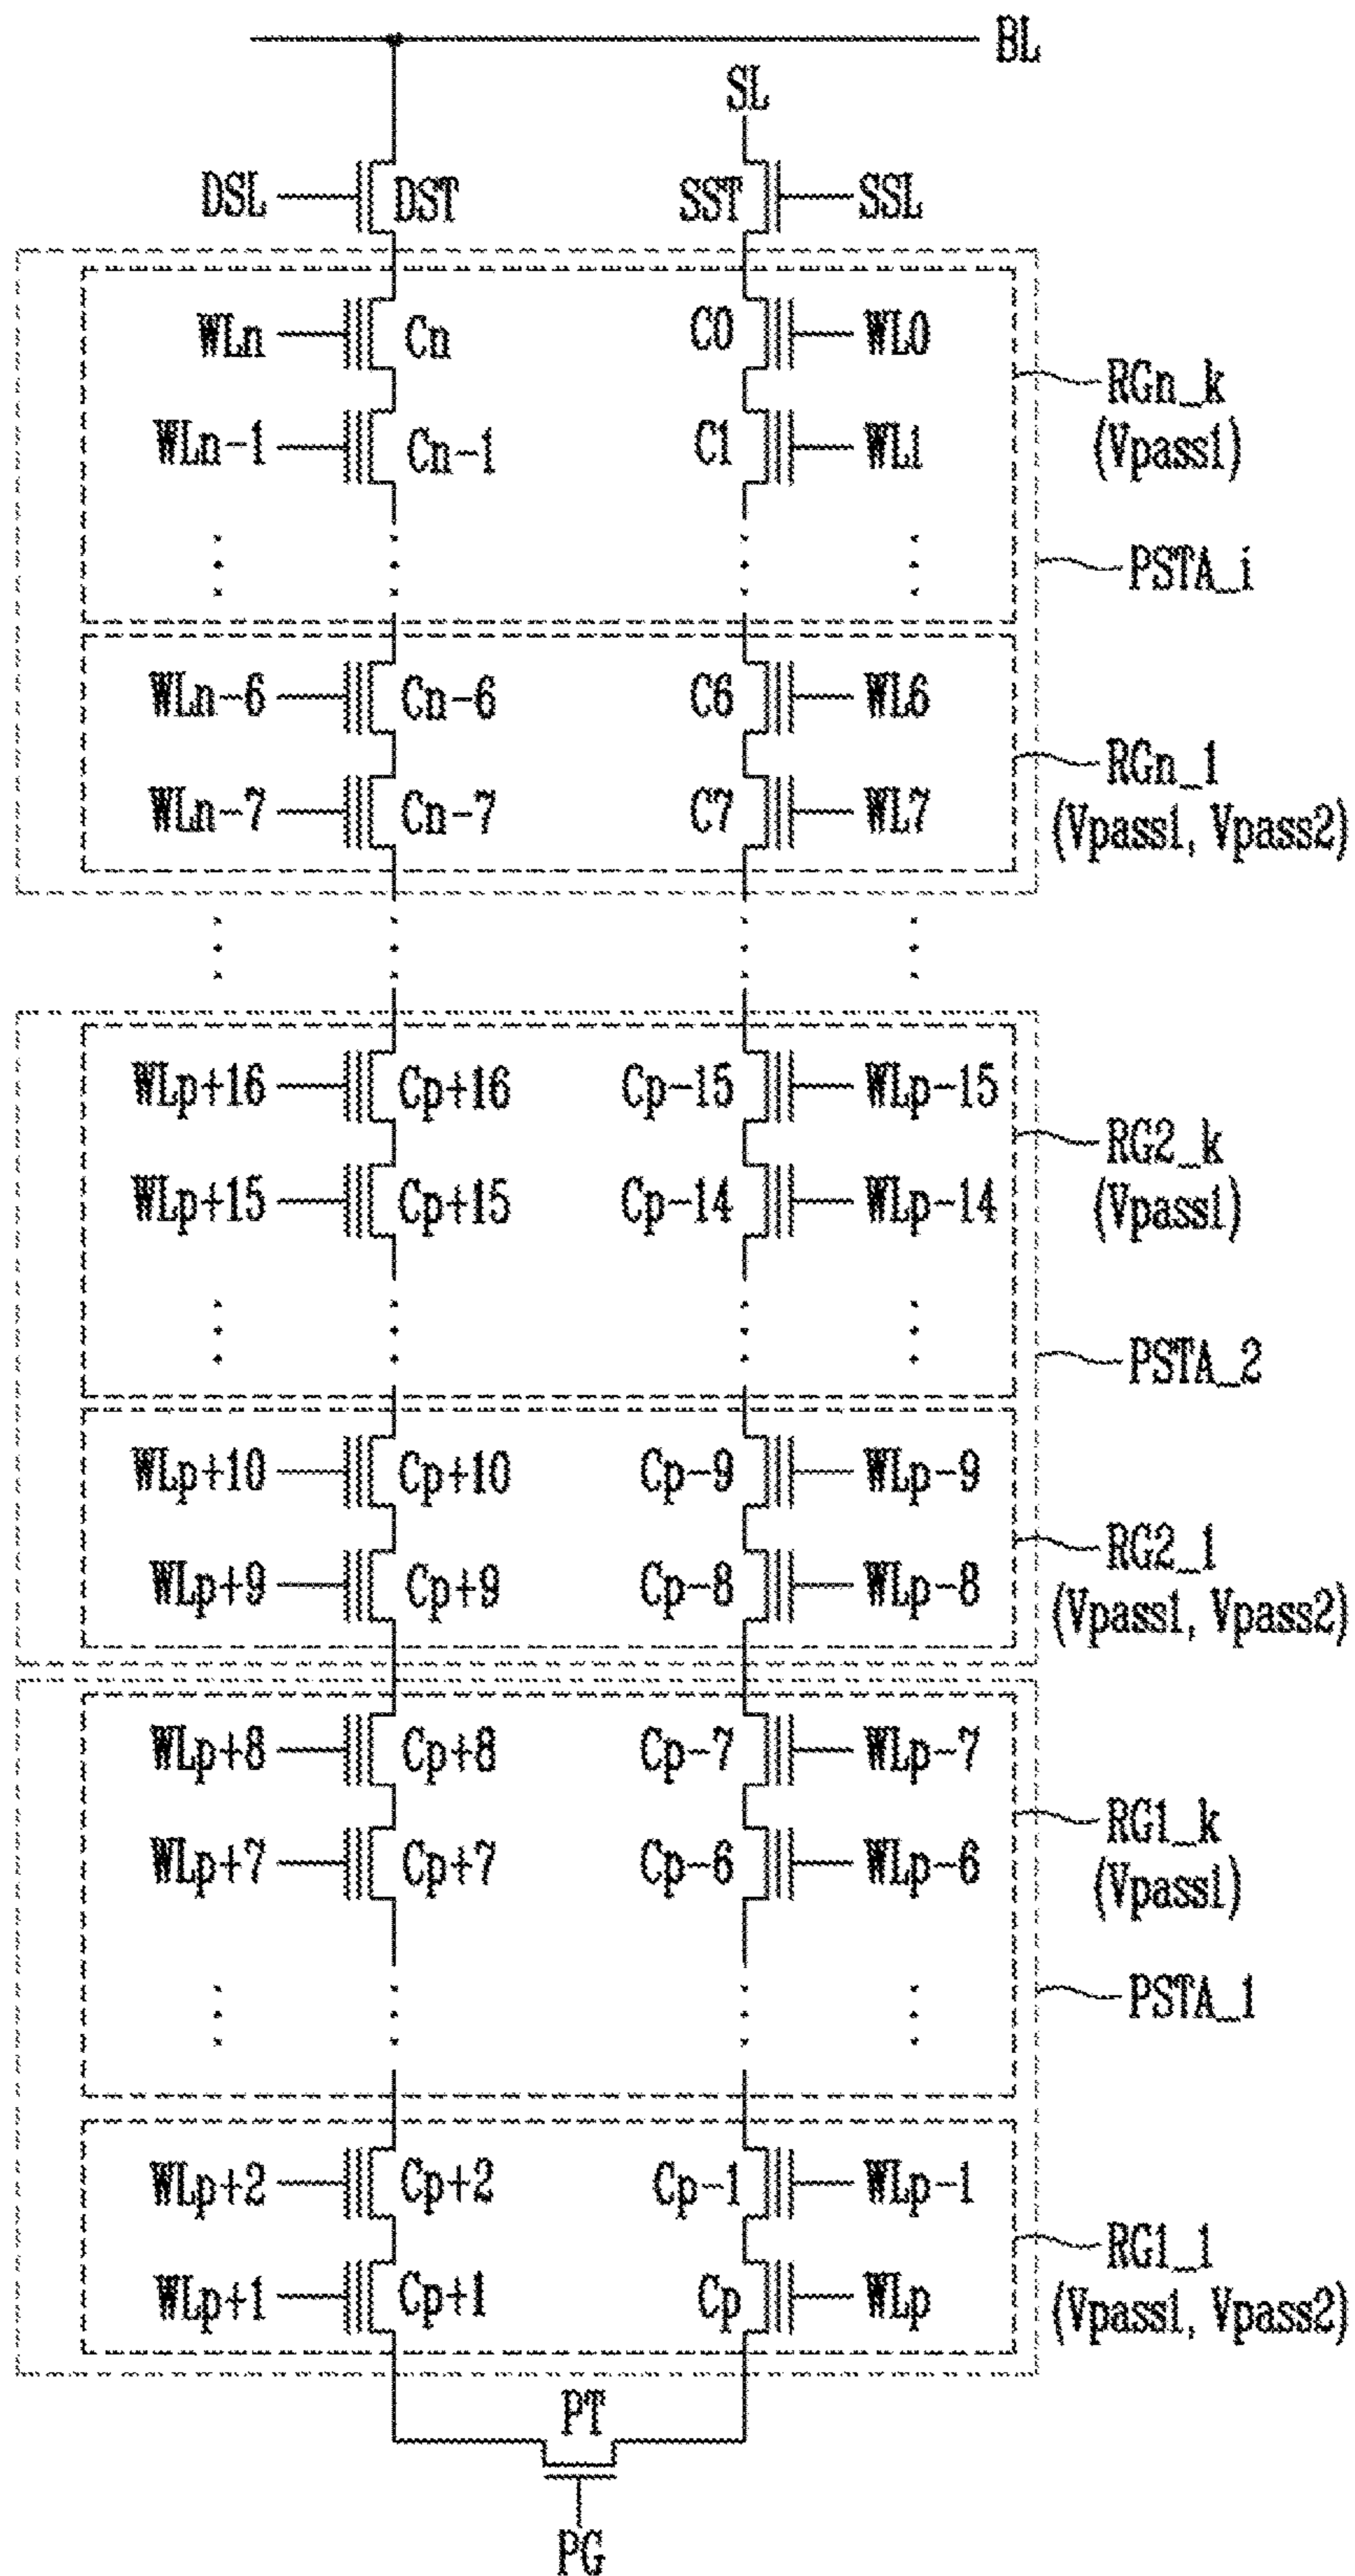 BL
SL
DSL DST SST SSL
WLn Cn C0 WL0
RGn_k
(Vpass1)
WLn-1 Cn-1 C1 WL1
PSTA_i
WLn-6 Cn-6 C6 WL6
RGn_1
(Vpass1, Vpass2)
WLn-7 Cn-7 C7 WL7
WLp+16 Cp+16 Cp-15 WLp-15
RG2_k
(Vpass1)
WLp+15 Cp+15 Cp-14 WLp-14
PSTA_2
WLp+10 Cp+10 Cp-9 WLp-9
RG2_1
(Vpass1, Vpass2)
WLp+9 Cp+9 Cp-8 WLp-8
WLp+8 Cp+8 Cp-7 WLp-7
RG1_k
(Vpass1)
WLp+7 Cp+7 Cp-6 WLp-6
PSTA_1
WLp+2 Cp+2 Cp-1 WLp-1
RG1_1
(Vpass1, Vpass2)
WLp+1 Cp+1 Cp WLp
PT
PG